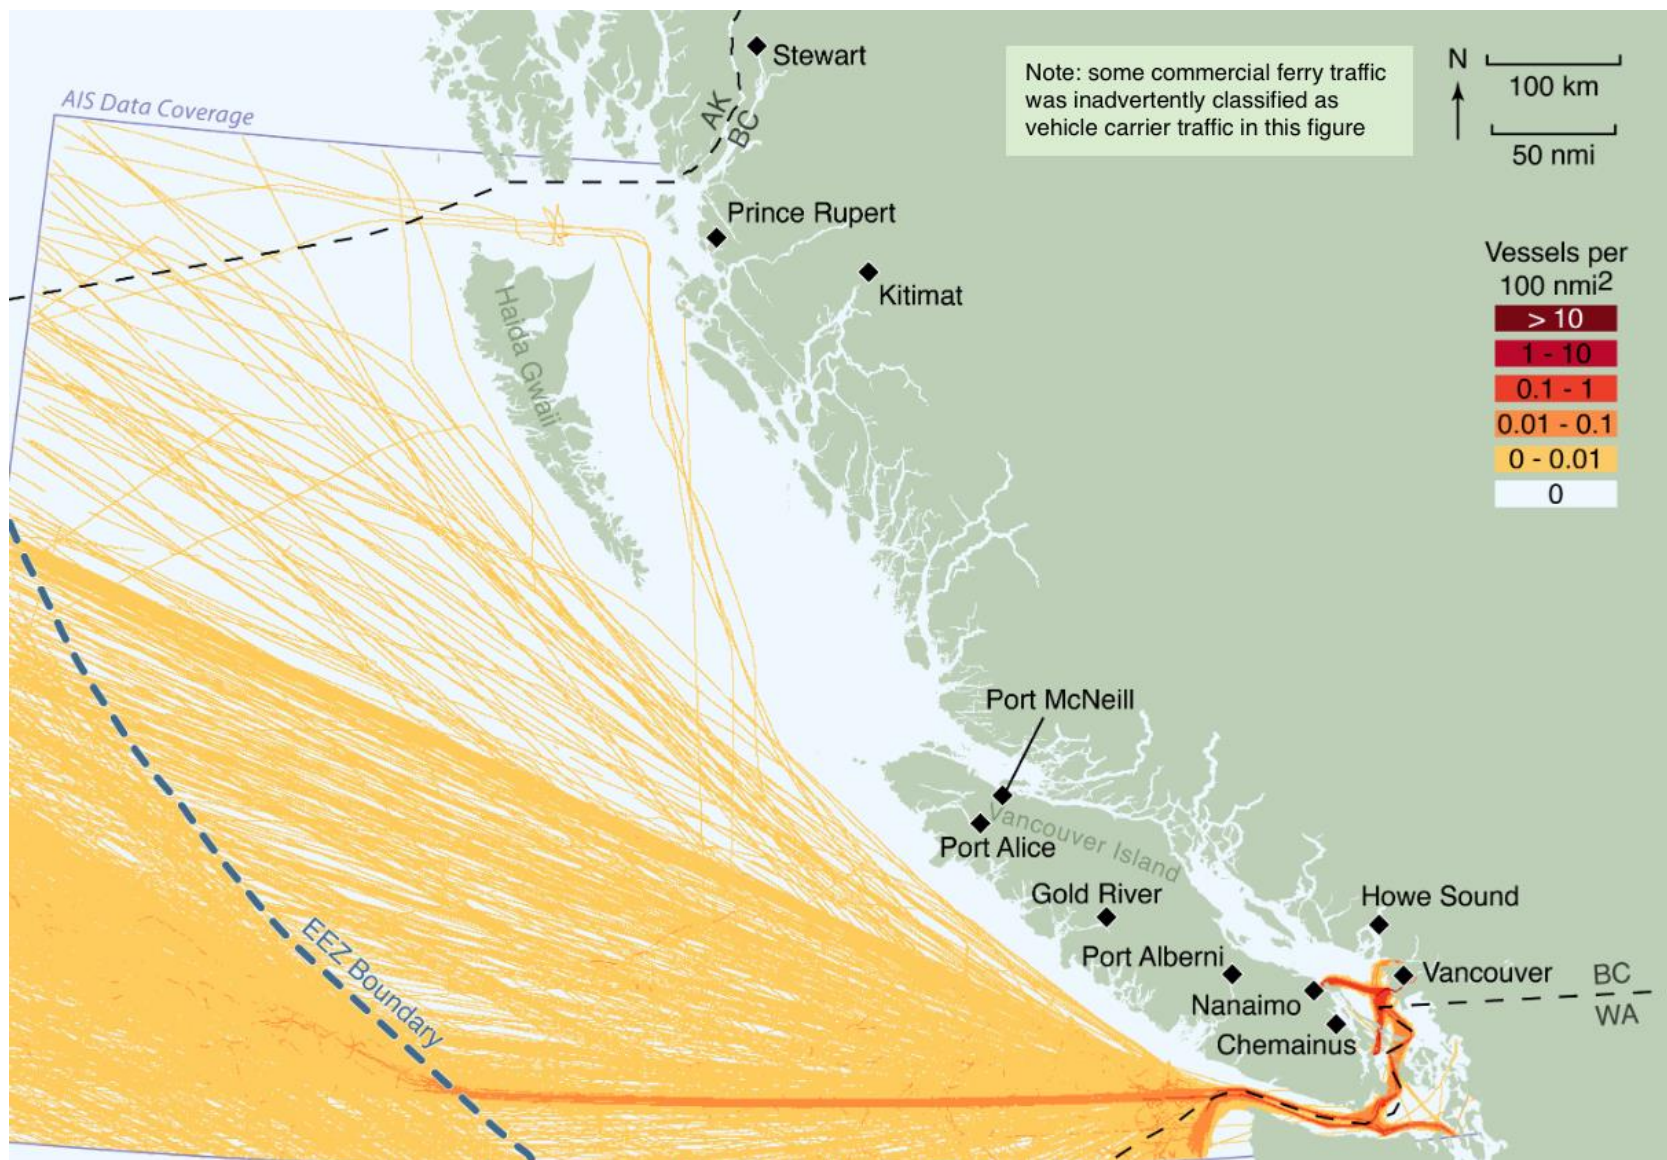 Stewart
Note: some commercial ferry traffic
was inadvertently classified as
vehicle carrier traffic in this figure
N
100 km
50 nmi
AIS Data Coverage
AK
BC
Prince Rupert
Kitimat
Haida Gwaii
Vessels per
100 nmi2
> 10
1 - 10
0.1 - 1
0.01 - 0.1
0 - 0.01
0
Port McNeill
Vancouver Island
Port Alice
Gold River
Howe Sound
Port Alberni
Vancouver
BC
WA
Nanaimo
Chemainus
EEZ Boundary